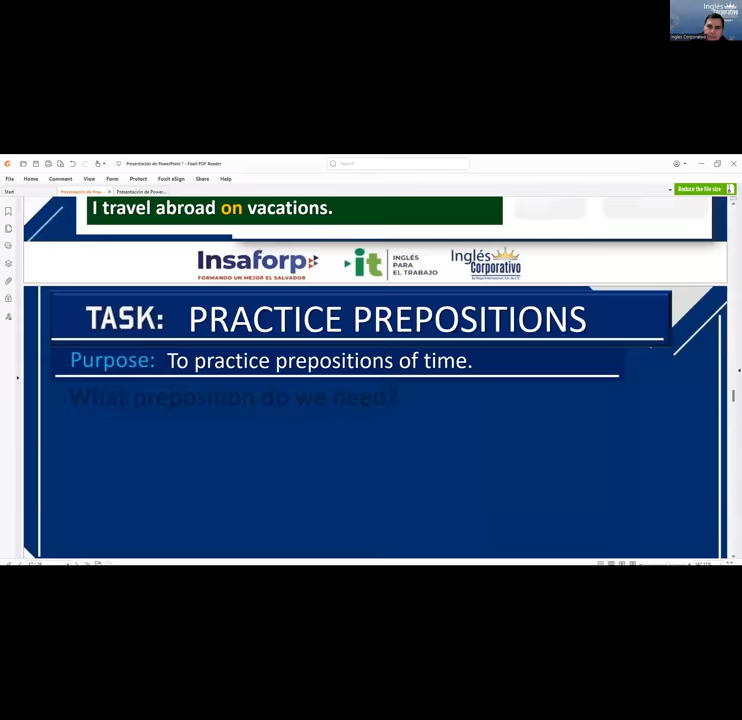 Inglés
Corporativo
Inglés Corporativo
Presentación de PowerPoint * - Foxit PDF Reader
Search
File Home Comment View Form Protect Foxit eSign Share Help
Reduce the file size
Start
Presentación de Pow...
Presentación de Power...
I travel abroad on vacations.
Insaforp
FORMANDO UN MEJOR EL SALVADOR
it
INGLÉS
PARA
EL TRABAJO
Inglés
Corporativo
TASK: PRACTICE PREPOSITIONS
Purpose: To practice prepositions of time.
What preposition do we need?